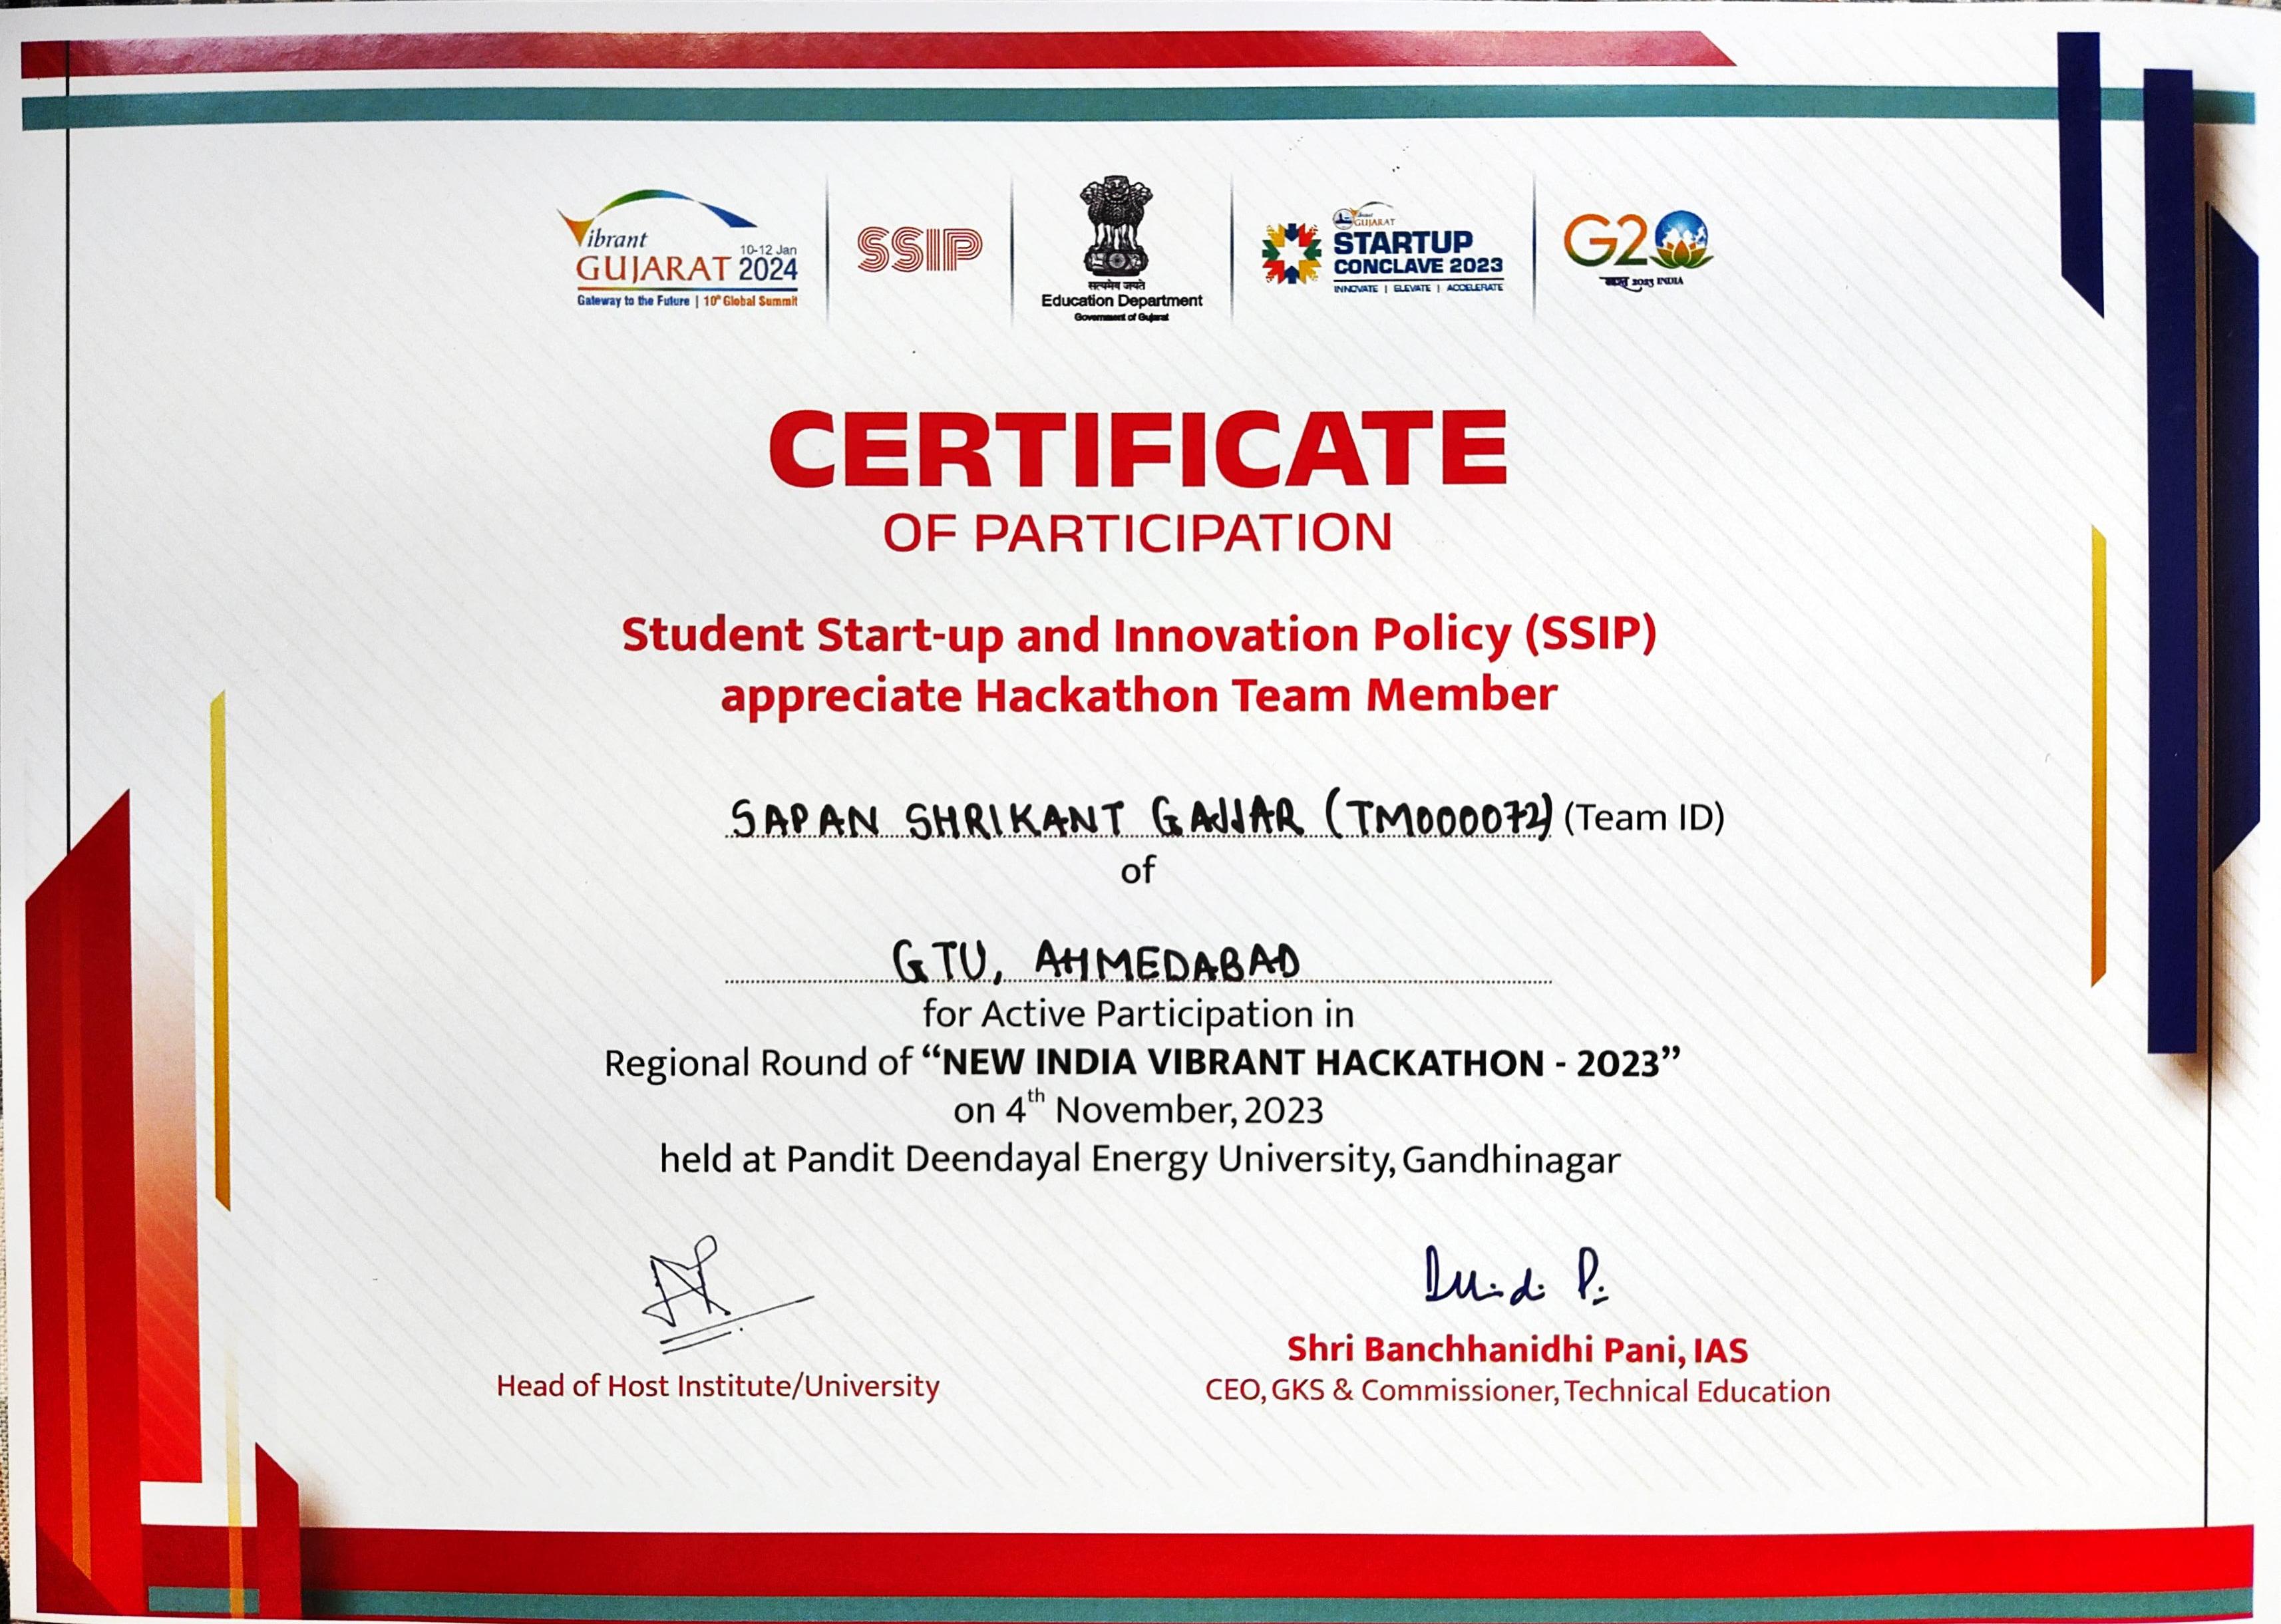 Vibrant
10-12 Jan
GUJARAT 2024
Gateway to the Future | 10th Global Summit
SSIP
सत्यमेव जयते
Education Department
Government of Gujarat
Vibrant
GUJARAT
STARTUP
CONCLAVE 2023
INNOVATE | ELEVATE | ACCELERATE
G20
भारत 2023 INDIA
CERTIFICATE
OF PARTICIPATION
Student Start-up and Innovation Policy (SSIP)
appreciate Hackathon Team Member
SAPAN SHRIKANT GAJJAR (TM000072) (Team ID)
of
GTU, AHMEDABAD
for Active Participation in
Regional Round of “NEW INDIA VIBRANT HACKATHON - 2023”
on 4th November, 2023
held at Pandit Deendayal Energy University, Gandhinagar
Head of Host Institute/University
Shri Banchhanidhi Pani, IAS
CEO, GKS & Commissioner, Technical Education